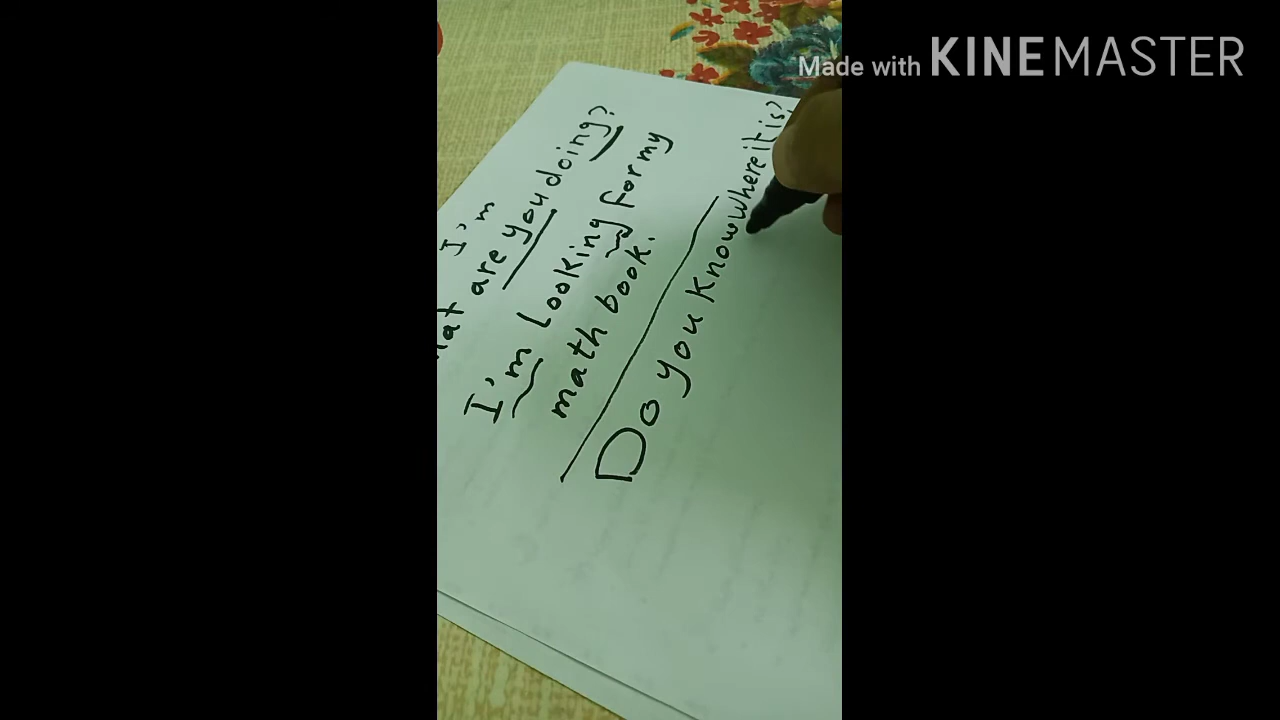 Made with KINEMASTER
I'm
are you doing?
I'm looking for my
math book.
Do you know where it is?